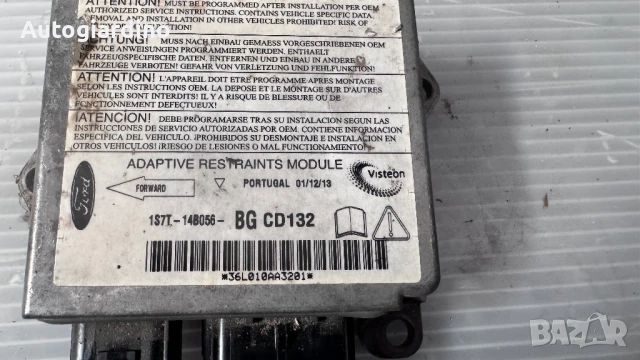 Autogiardino
ATTENTION! MUST BE PROGRAMMED AFTER INSTALLATION PER OEM
AUTHORIZED SERVICE INSTRUCTIONS. CONTAINS VEHICLE SPECIFIC DATA.
REMOVAL AND INSTALLATION IN OTHER VEHICLES PROHIBITED! RISK OF
ACHTUNG! MUSS NACH EINBAU GEMAESS VORGESCHRIEBENEN OEM
SERVICE ANWEISUNGEN PROGRAMMIERT WERDEN. ENTHAELT
FAHRZEUGSPEZIFISCHE DATEN. UMBAUEN UND EINBAU IN ANDERE
FAHRZEUGE VERBOTEN! GEFAHR VON VERLETZUNG UND FEHLFUNKTION!
ATTENTION! L'APPAREIL DOIT ETRE PROGRAMME APRES MONTAGE
SELON LES INSTRUCTIONS OEM. LA DEPOSE ET LE MONTAGE SUR D'AUTRES
VEHICULES SONT INTERDITS! IL Y A RISQUE DE BLESSURE OU DE
FONCTIONNEMENT DEFECTUEUX!
¡ATENCION! DEBE PROGRAMARSE TRAS SU INSTALACION SEGUN LAS
INSTRUCCIONES DE SERVICIO AUTORIZADAS POR OEM. CONTIENE INFORMACION
ESPECIFICA DEL VEHICULO. ¡PROHIBIDOS SU DESMONTAJE E INSTALACION EN
OTROS VEHICULOS! ¡RIESGO DE LESIONES O MAL FUNCIONAMIENTO!
ADAPTIVE RESTRAINTS MODULE
Visteon
Ford
FORWARD
PORTUGAL 01/12/13
1S7T-14B056- BG CD132
*36L010AA3201*
BAZAR
bg